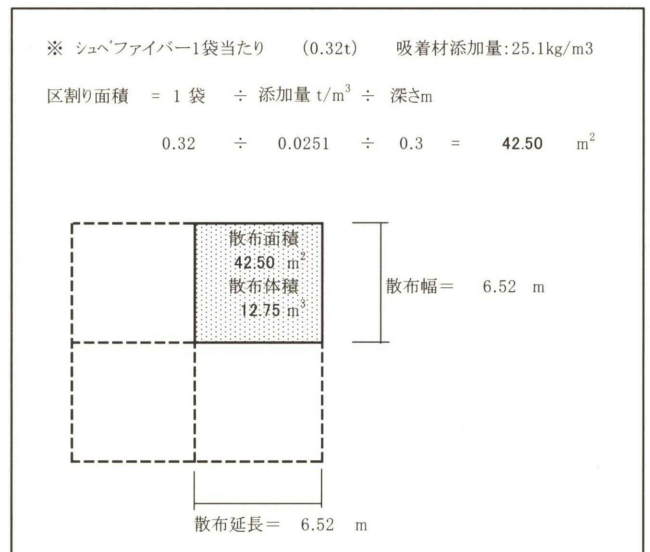 ※ シュペファイバー1袋当たり (0.32t) 吸着材添加量:25.1kg/m3
区割り面積 = 1 袋 ÷ 添加量 t/m³ ÷ 深さm
0.32 ÷ 0.0251 ÷ 0.3 = 42.50 m²
散布面積
42.50 m²
散布体積
12.75 m³
散布幅= 6.52 m
散布延長= 6.52 m